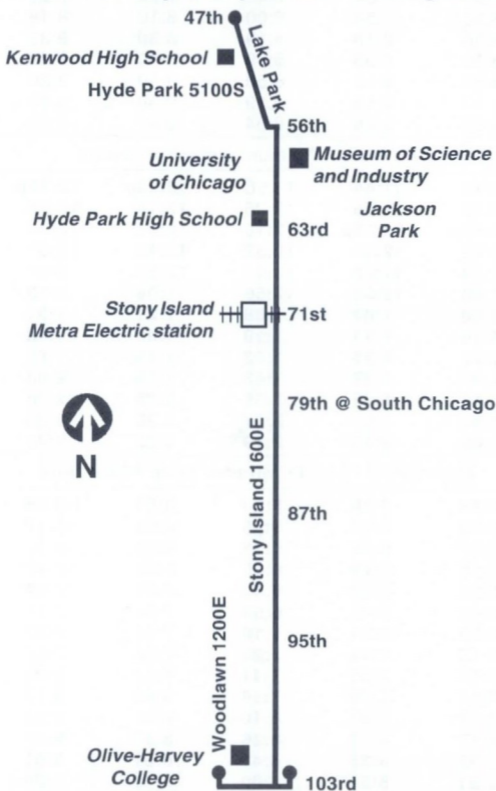 47th
Lake Park
Kenwood High School
Hyde Park 5100S
56th
University
of Chicago
Museum of Science
and Industry
Hyde Park High School
Jackson
Park
63rd
Stony Island
Metra Electric station
71st
79th @ South Chicago
N
Stony Island 1600E
87th
Woodlawn 1200E
95th
Olive-Harvey
College
103rd